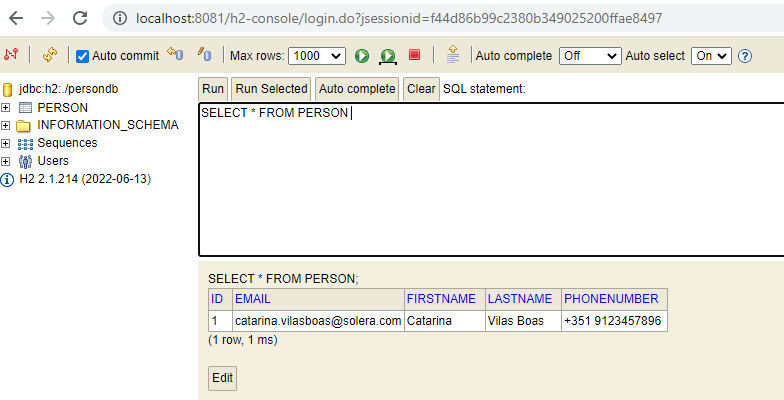 localhost:8081/h2-console/login.do?jsessionid=f44d86b99c2380b349025200ffae8497
Auto commit Max rows: 1000 Auto complete Off Auto select On
jdbc:h2:./persondb
PERSON
INFORMATION_SCHEMA
Sequences
Users
H2 2.1.214 (2022-06-13)
Run Run Selected Auto complete Clear SQL statement:
SELECT * FROM PERSON
SELECT * FROM PERSON;
ID EMAIL FIRSTNAME LASTNAME PHONENUMBER
1 catarina.vilasboas@solera.com Catarina Vilas Boas +351 9123457896
(1 row, 1 ms)
Edit